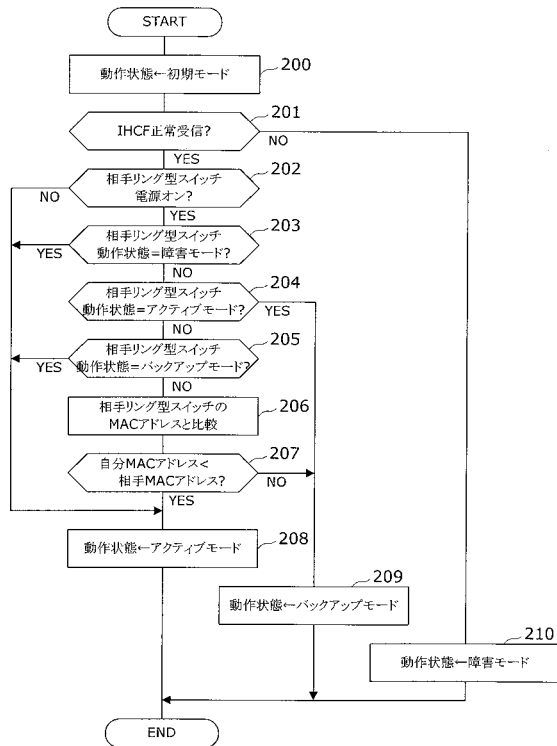 START
動作状態←初期モード
200
IHCF正常受信?
201
NO
YES
相手リング型スイッチ
電源オン?
202
NO
YES
相手リング型スイッチ
動作状態=障害モード?
203
YES
NO
相手リング型スイッチ
動作状態=アクティブモード?
204
YES
NO
相手リング型スイッチ
動作状態=バックアップモード?
205
YES
NO
相手リング型スイッチの
MACアドレスと比較
206
自分MACアドレス<
相手MACアドレス?
207
NO
YES
動作状態←アクティブモード
208
動作状態←バックアップモード
209
動作状態←障害モード
210
END